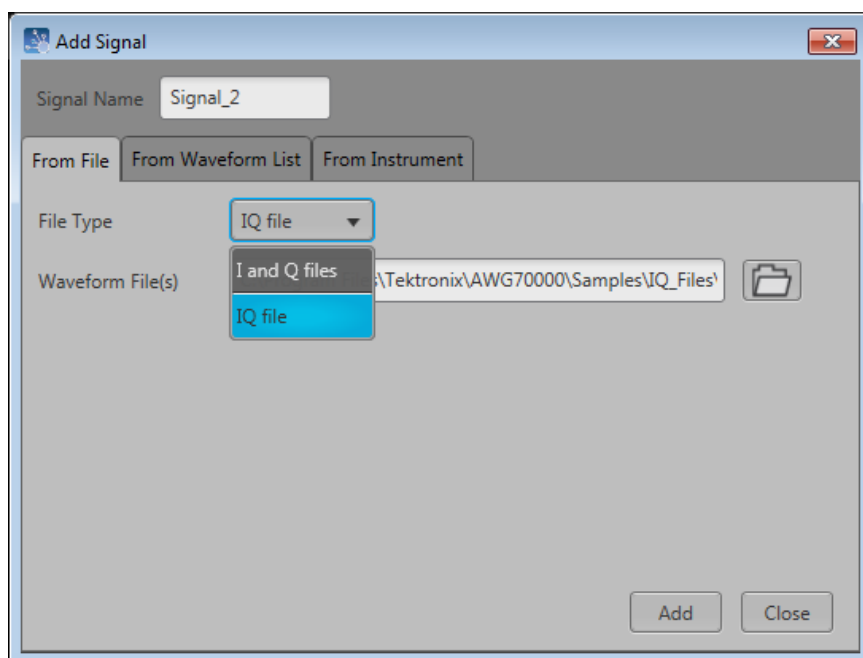 Add Signal
Signal Name Signal_2
From File From Waveform List From Instrument
File Type IQ file
I and Q files
Waveform File(s) \Tektronix\AWG70000\Samples\IQ_Files\
IQ file
Add Close